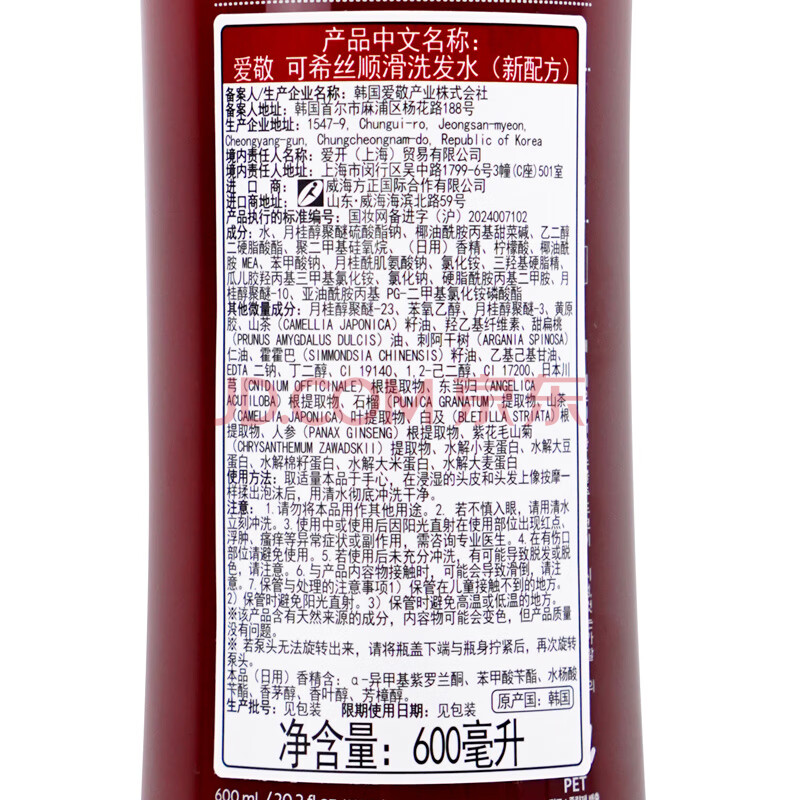 产品中文名称：
爱敬 可希丝顺滑洗发水（新配方）
备案人/生产企业名称：韩国爱敬产业株式会社
备案人地址：韩国首尔市麻浦区杨花路188号
生产企业地址：1547-9, Chungui-ro, Jeongsan-myeon,
Cheongyang-gun, Chungcheongnam-do, Republic of Korea
境内责任人名称：爱开（上海）贸易有限公司
境内责任人地址：上海市闵行区吴中路1799-6号3幢(C座)501室
进 口 商：威海方正国际合作有限公司
进口商地址：山东·威海海滨北路59号
产品执行的标准编号：国妆网备进字（沪）2024007102
成分：水、月桂醇聚醚硫酸酯钠、椰油酰胺丙基甜菜碱、乙二醇
二硬脂酸酯、聚二甲基硅氧烷、（日用）香精、柠檬酸、椰油酰
胺 MEA、苯甲酸钠、月桂酰肌氨酸钠、氯化铵、三羟基硬脂精、
瓜儿胶羟丙基三甲基氯化铵、氯化钠、硬脂酰胺丙基二甲胺、月
桂醇聚醚-10、亚油酰胺丙基 PG-二甲基氯化铵磷酸酯
其他微量成分：月桂醇聚醚-23、苯氧乙醇、月桂醇聚醚-3、黄原
胶、山茶（CAMELLIA JAPONICA）籽油、羟乙基纤维素、甜扁桃
（PRUNUS AMYGDALUS DULCIS）油、刺阿干树（ARGANIA SPINOSA）
仁油、霍霍巴（SIMMONDSIA CHINENSIS）籽油、乙基己基甘油、
EDTA 二钠、丁二醇、CI 19140、1,2-己二醇、CI 17200、日本川
芎（CNIDIUM OFFICINALE）根提取物、东当归（ANGELICA
ACUTILOBA）根提取物、石榴（PUNICA GRANATUM）提取物、山茶
（CAMELLIA JAPONICA）叶提取物、白及（BLETILLA STRIATA）根
提取物、人参（PANAX GINSENG）根提取物、紫花毛山菊
（CHRYSANTHEMUM ZAWADSKII）提取物、水解小麦蛋白、水解大豆
蛋白、水解棉籽蛋白、水解大米蛋白、水解大麦蛋白
使用方法：取适量本品于手心，在浸湿的头皮和头发上像按摩一
样揉出泡沫后，用清水彻底冲洗干净。
注意：1.请勿将本品用作其他用途。2. 若不慎入眼，请用清水
立刻冲洗。3.使用中或使用后因阳光直射在使用部位出现红点、
浮肿、瘙痒等异常症状或副作用，需咨询专业医生。4.在有伤口
部位请避免使用。5.若使用后未充分冲洗，有可能导致脱发或脱
色，请注意。6.与产品内容物接触时，可能会导致滑倒，请注
意。7.保管与处理的注意事项1）保管在儿童接触不到的地方。
2）保管时避免阳光直射。3）保管时避免高温或低温的地方。
※该产品含有天然来源的成分，内容物可能会变色，但产品质量
没有问题。
※ 若泵头无法旋转出来，请将瓶盖下端与瓶身拧紧后，再次旋转
泵头。
本品（日用）香精含：α-异甲基紫罗兰酮、苯甲酸苄酯、水杨酸
苄酯、香茅醇、香叶醇、芳樟醇。
生产批号：见包装 限期使用日期：见包装
原产国：韩国
净含量：600毫升
JD.COM 京东
PET
600 mL